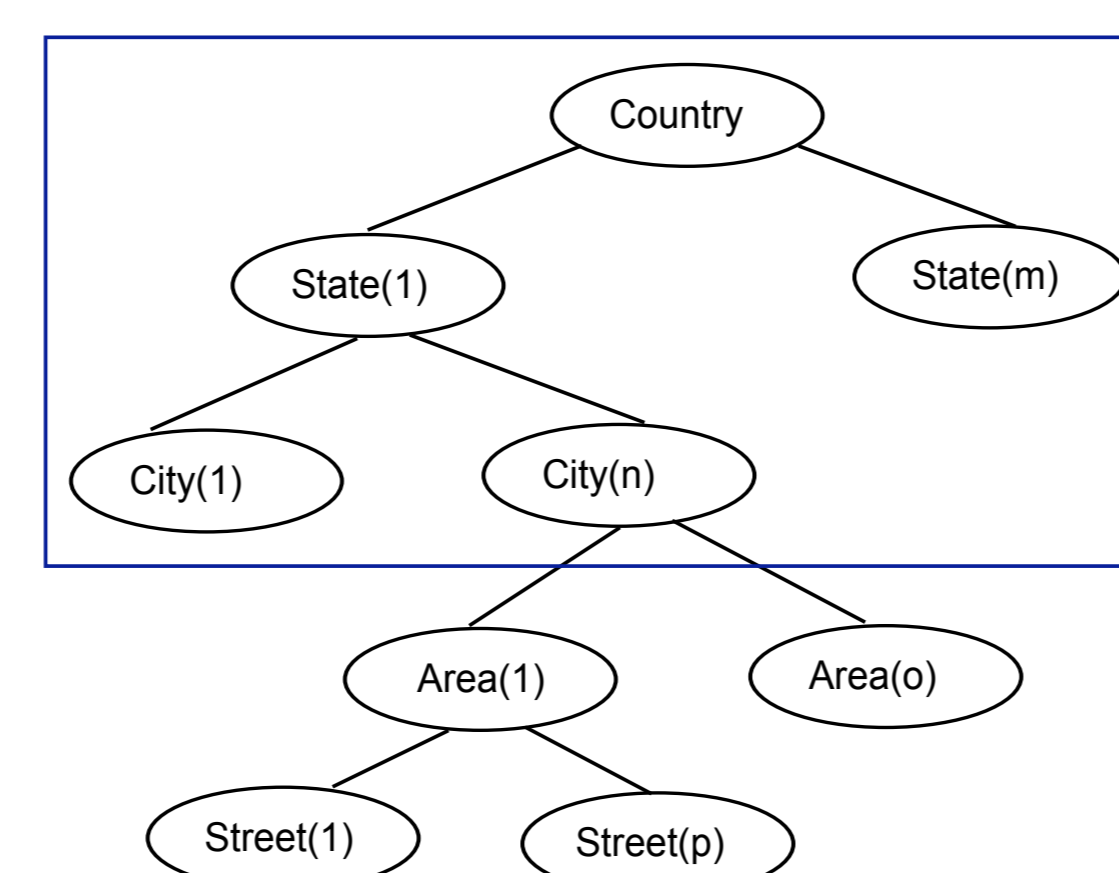 Country
State(1)
State(m)
City(1)
City(n)
Area(1)
Area(o)
Street(1)
Street(p)